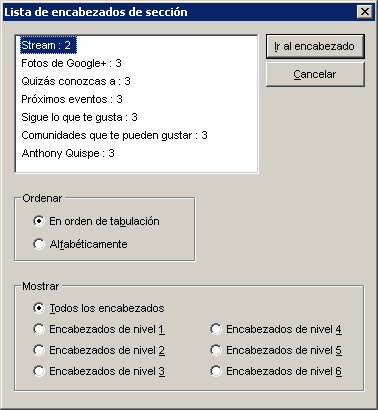 Lista de encabezados de sección
Stream : 2
Fotos de Google+ : 3
Quizás conozcas a : 3
Próximos eventos : 3
Sigue lo que te gusta : 3
Comunidades que te pueden gustar : 3
Anthony Quispe : 3
Ir al encabezado
Cancelar
Ordenar
En orden de tabulación
Alfabéticamente
Mostrar
Todos los encabezados
Encabezados de nivel 1
Encabezados de nivel 2
Encabezados de nivel 3
Encabezados de nivel 4
Encabezados de nivel 5
Encabezados de nivel 6